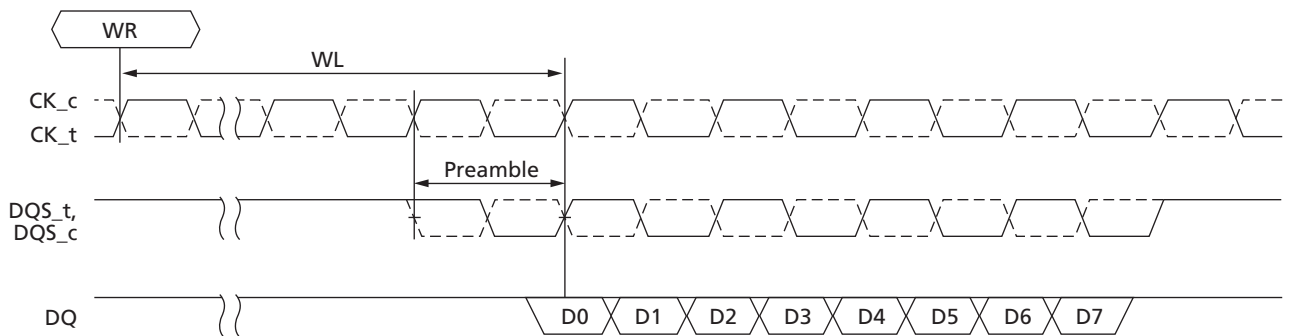 WR
WL
CK_c
CK_t
Preamble
DQS_t,
DQS_c
DQ
D0 D1 D2 D3 D4 D5 D6 D7